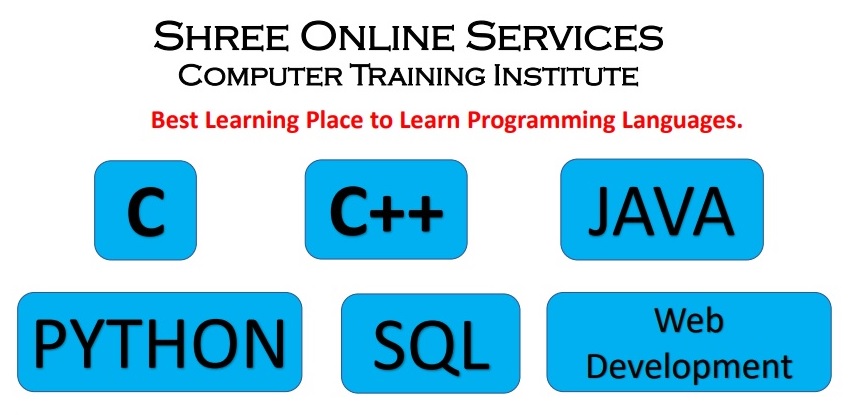 Shree Online Services
Computer Training Institute
Best Learning Place to Learn Programming Languages.
C
C++
JAVA
PYTHON
SQL
Web
Development